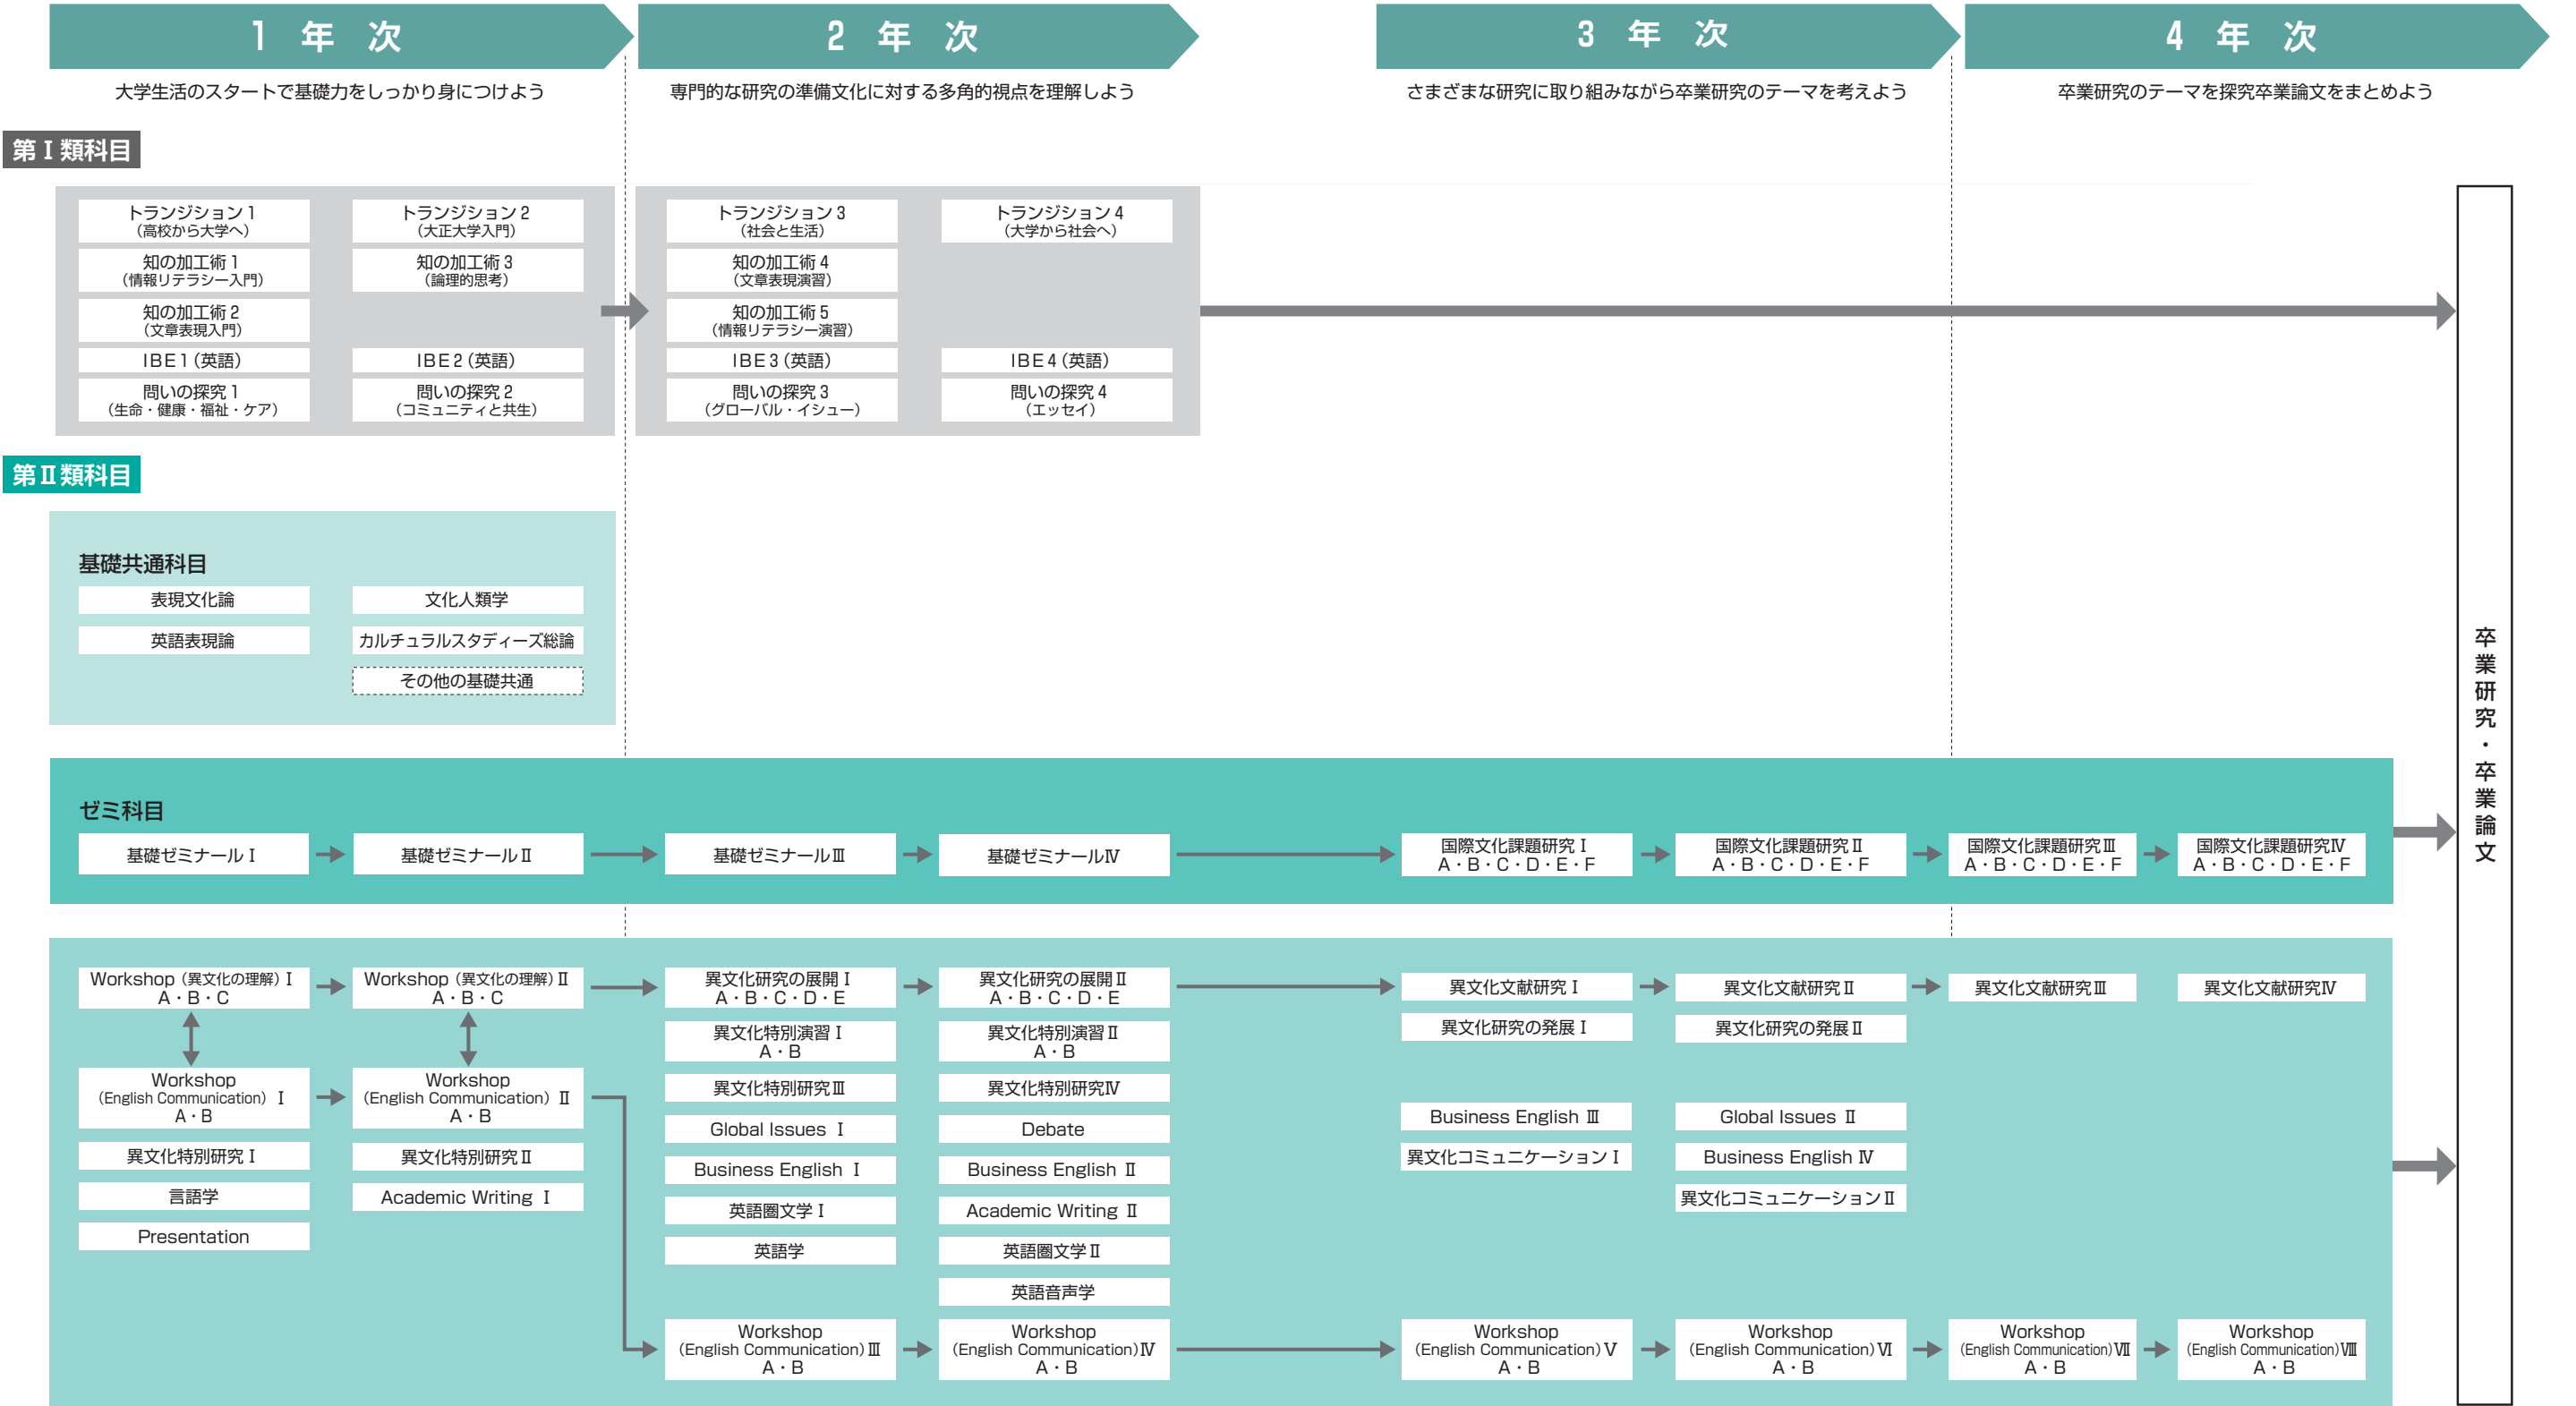 1 年 次
2 年 次
3 年 次
4 年 次
大学生活のスタートで基礎力をしっかり身につけよう
専門的な研究の準備文化に対する多角的視点を理解しよう
さまざまな研究に取り組みながら卒業研究のテーマを考えよう
卒業研究のテーマを探究卒業論文をまとめよう
第Ⅰ類科目
トランジション1
（高校から大学へ）
トランジション2
（大正大学入門）
トランジション3
（社会と生活）
トランジション4
（大学から社会へ）
知の加工術1
（情報リテラシー入門）
知の加工術3
（論理的思考）
知の加工術4
（文章表現演習）
知の加工術2
（文章表現入門）
知の加工術5
（情報リテラシー演習）
IBE1（英語）
IBE2（英語）
IBE3（英語）
IBE4（英語）
問いの探究1
（生命・健康・福祉・ケア）
問いの探究2
（コミュニティと共生）
問いの探究3
（グローバル・イシュー）
問いの探究4
（エッセイ）
第Ⅱ類科目
基礎共通科目
表現文化論
文化人類学
英語表現論
カルチュラルスタディーズ総論
その他の基礎共通
ゼミ科目
基礎ゼミナールⅠ
基礎ゼミナールⅡ
基礎ゼミナールⅢ
基礎ゼミナールⅣ
国際文化課題研究Ⅰ
A・B・C・D・E・F
国際文化課題研究Ⅱ
A・B・C・D・E・F
国際文化課題研究Ⅲ
A・B・C・D・E・F
国際文化課題研究Ⅳ
A・B・C・D・E・F
Workshop（異文化の理解）Ⅰ
A・B・C
Workshop（異文化の理解）Ⅱ
A・B・C
異文化研究の展開Ⅰ
A・B・C・D・E
異文化研究の展開Ⅱ
A・B・C・D・E
異文化文献研究Ⅰ
異文化文献研究Ⅱ
異文化文献研究Ⅲ
異文化文献研究Ⅳ
異文化特別演習Ⅰ
A・B
異文化特別演習Ⅱ
A・B
異文化研究の発展Ⅰ
異文化研究の発展Ⅱ
Workshop
（English Communication）Ⅰ
A・B
Workshop
（English Communication）Ⅱ
A・B
異文化特別研究Ⅲ
異文化特別研究Ⅳ
Global Issues Ⅰ
Debate
Business English Ⅲ
Global Issues Ⅱ
異文化特別研究Ⅰ
異文化特別研究Ⅱ
Business English Ⅰ
Business English Ⅱ
異文化コミュニケーションⅠ
Business English Ⅳ
言語学
Academic Writing Ⅰ
英語圏文学Ⅰ
Academic Writing Ⅱ
異文化コミュニケーションⅡ
Presentation
英語学
英語圏文学Ⅱ
英語音声学
Workshop
（English Communication）Ⅲ
A・B
Workshop
（English Communication）Ⅳ
A・B
Workshop
（English Communication）Ⅴ
A・B
Workshop
（English Communication）Ⅵ
A・B
Workshop
（English Communication）Ⅶ
A・B
Workshop
（English Communication）Ⅷ
A・B
卒業研究・卒業論文